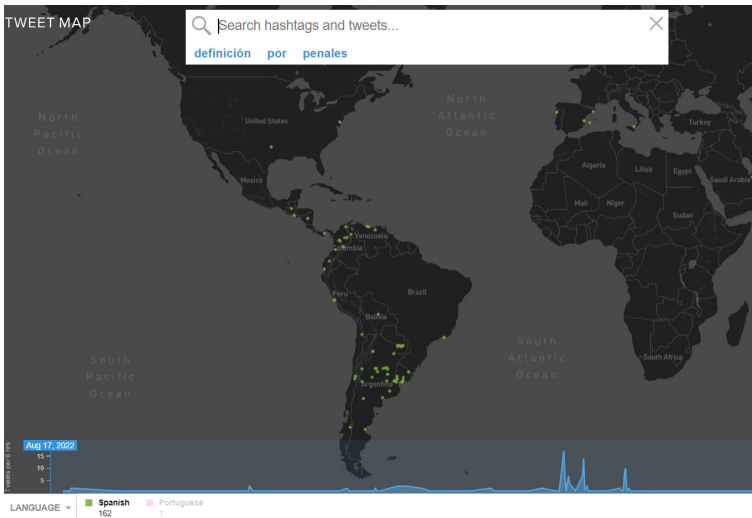 TWEET MAP
Search hashtags and tweets...
definición por penales
North
Pacific
Ocean
North
Atlantic
Ocean
United States
Turkey
Algeria
Libya
Egypt
Saudi Arabia
Mexico
Mali
Niger
Sudan
Venezuela
Colombia
Peru
Brazil
Bolivia
South
Pacific
Ocean
South
Atlantic
Ocean
South Africa
Argentina
Aug 17, 2022
Tweets per 6 hrs
15
10
5
LANGUAGE
Spanish
162
Portuguese
1